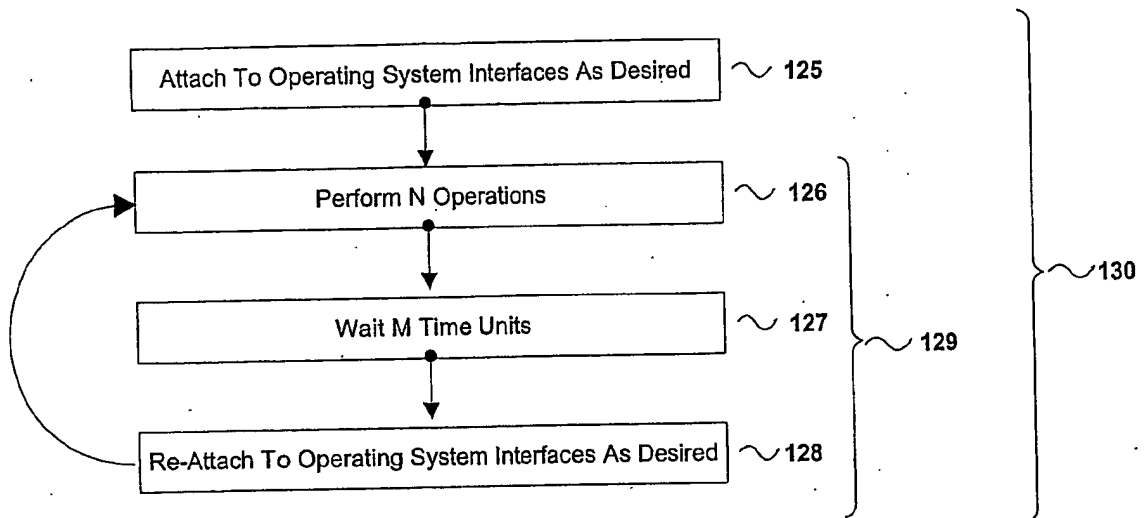 Attach To Operating System Interfaces As Desired 125
Perform N Operations 126
130
Wait M Time Units 127
129
Re-Attach To Operating System Interfaces As Desired 128